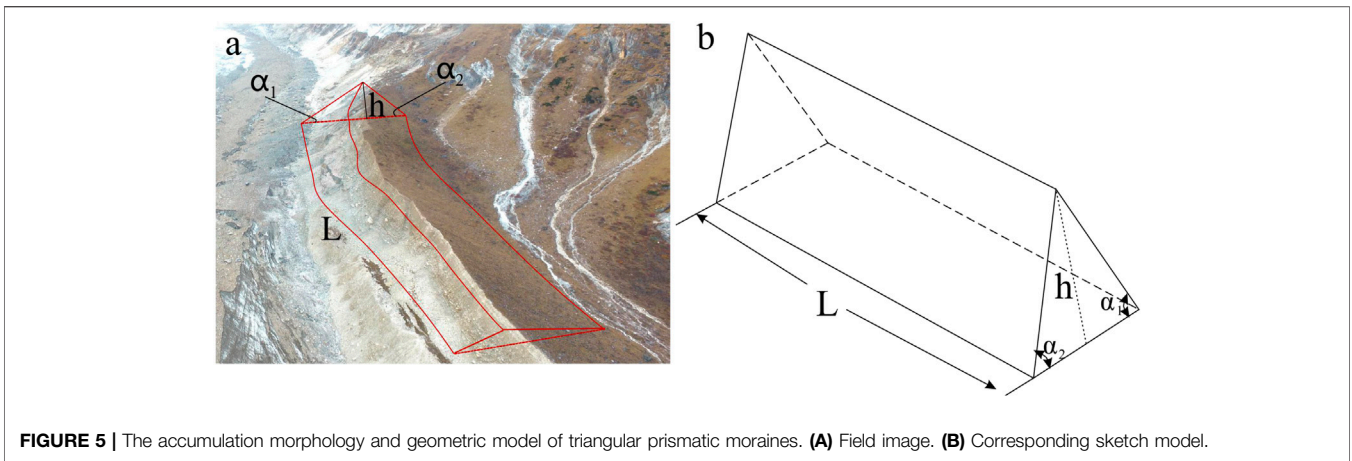 a
α₁
α₂
h
L
b
h
L
α₁
α₂
FIGURE 5 | The accumulation morphology and geometric model of triangular prismatic moraines. (A) Field image. (B) Corresponding sketch model.